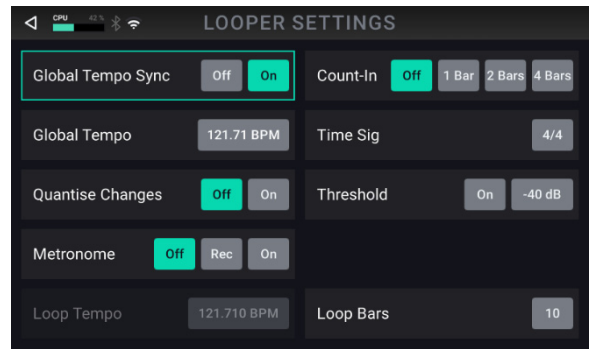 CPU 42 % LOOPER SETTINGS
Global Tempo Sync Off On
Count-In Off 1 Bar 2 Bars 4 Bars
Global Tempo 121.71 BPM
Time Sig 4/4
Quantise Changes Off On
Threshold On -40 dB
Metronome Off Rec On
Loop Tempo 121.710 BPM
Loop Bars 10